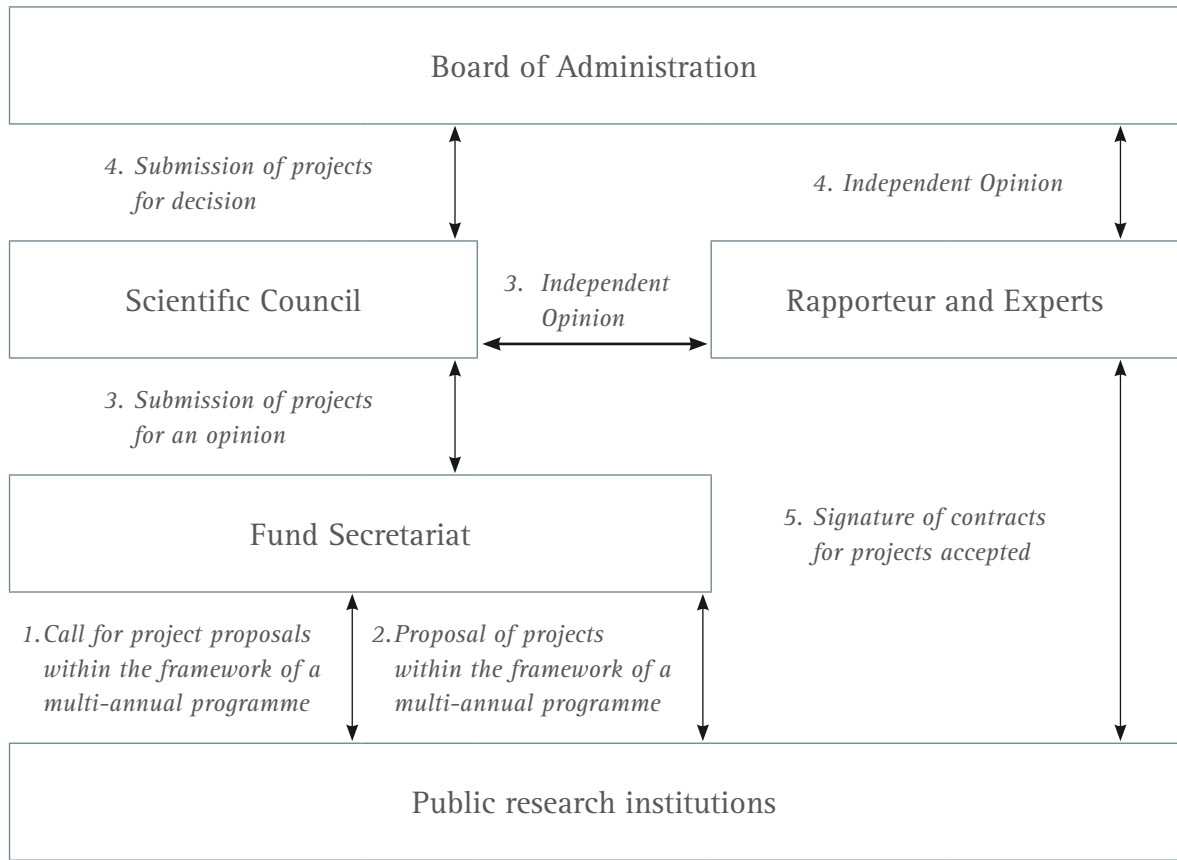 Board of Administration
4. Submission of projects
for decision
4. Independent Opinion
Scientific Council
3. Independent
Opinion
Rapporteur and Experts
3. Submission of projects
for an opinion
Fund Secretariat
5. Signature of contracts
for projects accepted
1. Call for project proposals
within the framework of a
multi-annual programme
2. Proposal of projects
within the framework of a
multi-annual programme
Public research institutions